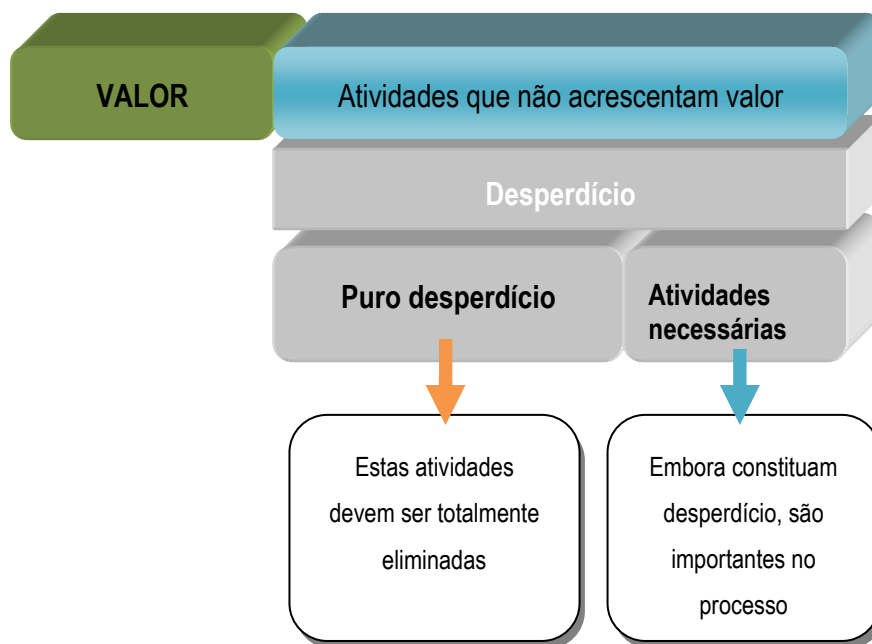 VALOR
Atividades que não acrescentam valor
Desperdício
Puro desperdício
Atividades
necessárias
Estas atividades
devem ser totalmente
eliminadas
Embora constituam
desperdício, são
importantes no
processo